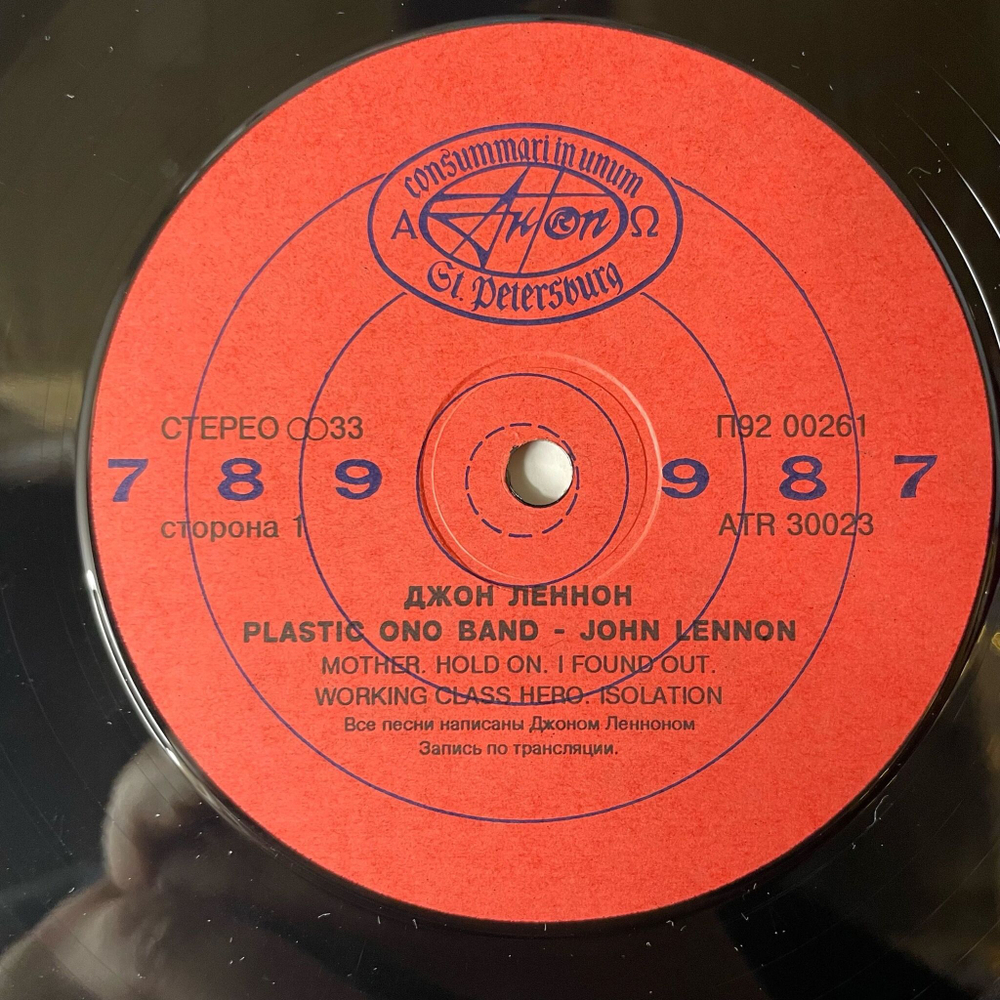 consummari in unum
Α АнтРоп Ω
St. Petersburg
СТЕРЕО ∞ 33 П92 00261
7 8 9 9 8 7
сторона 1 ATR 30023
ДЖОН ЛЕННОН
PLASTIC ONO BAND - JOHN LENNON
MOTHER. HOLD ON. I FOUND OUT.
WORKING CLASS HERO. ISOLATION
Все песни написаны Джоном Ленноном
Запись по трансляции.